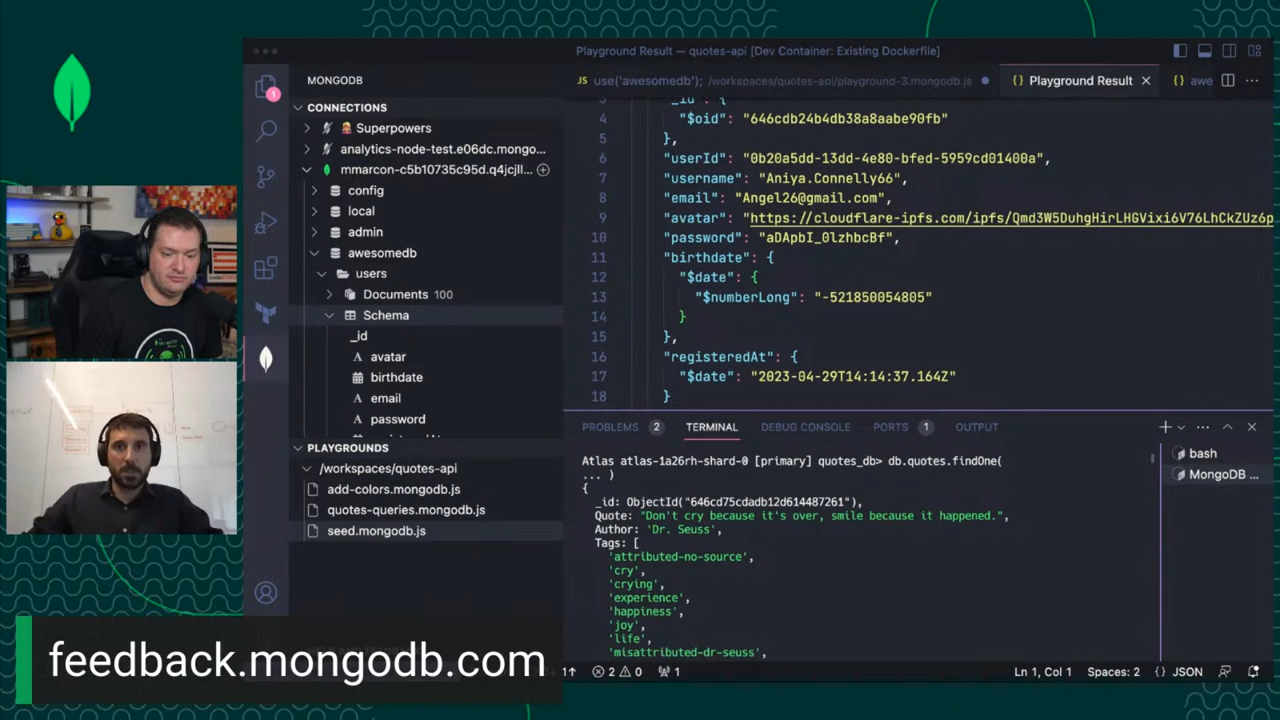 Playground Result — quotes-api [Dev Container: Existing Dockerfile]
MONGODB
CONNECTIONS
Superpowers
analytics-node-test.e06dc.mongo...
mmarcon-c5b10735c95d.q4jcjll...
config
local
admin
awesomedb
users
Documents 100
Schema
_id
avatar
birthdate
email
password
PLAYGROUNDS
/workspaces/quotes-api
add-colors.mongodb.js
quotes-queries.mongodb.js
seed.mongodb.js
JS use('awesomedb'); /workspaces/quotes-api/playground-3.mongodb.js
{} Playground Result
{} awe
3 "_id": {
4 "$oid": "646cdb24b4db38a8aabe90fb"
5 },
6 "userId": "0b20a5dd-13dd-4e80-bfed-5959cd01400a",
7 "username": "Aniya.Connelly66",
8 "email": "Angel26@gmail.com",
9 "avatar": "https://cloudflare-ipfs.com/ipfs/Qmd3W5DuhgHirLHGVixi6V76LhCkZUz6p
10 "password": "aDApbI_0lzhbcBf",
11 "birthdate": {
12 "$date": {
13 "$numberLong": "-521850054805"
14 }
15 },
16 "registeredAt": {
17 "$date": "2023-04-29T14:14:37.164Z"
18 }
PROBLEMS 2 TERMINAL DEBUG CONSOLE PORTS 1 OUTPUT
Atlas atlas-1a26rh-shard-0 [primary] quotes_db> db.quotes.findOne(
... )
{
_id: ObjectId("646cd75cdadb12d614487261"),
Quote: "Don't cry because it's over, smile because it happened.",
Author: 'Dr. Seuss',
Tags: [
'attributed-no-source',
'cry',
'crying',
'experience',
'happiness',
'joy',
'life',
'misattributed-dr-seuss',
bash
MongoDB ...
2 0 1
Ln 1, Col 1 Spaces: 2 {} JSON
feedback.mongodb.com